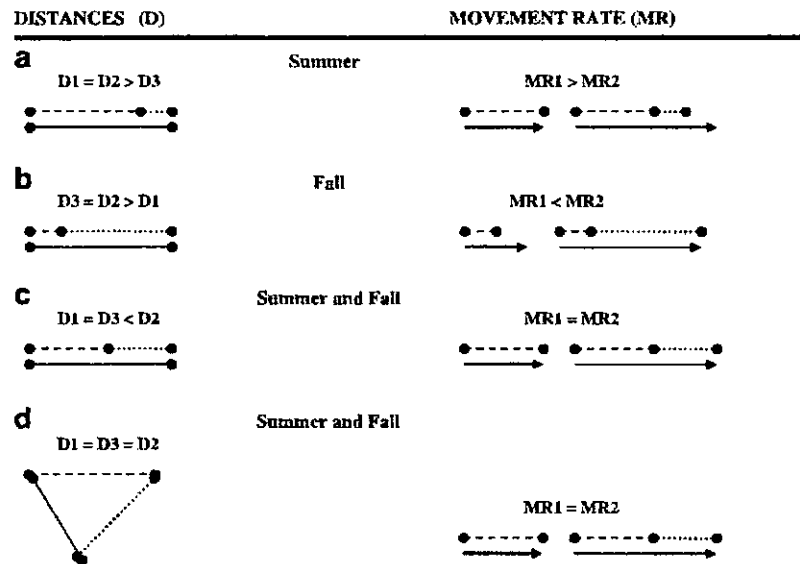 DISTANCES (D) MOVEMENT RATE (MR)
a Summer
D1 = D2 > D3 MR1 > MR2
b Fall
D3 = D2 > D1 MR1 < MR2
c Summer and Fall
D1 = D3 < D2 MR1 = MR2
d Summer and Fall
D1 = D3 = D2
MR1 = MR2